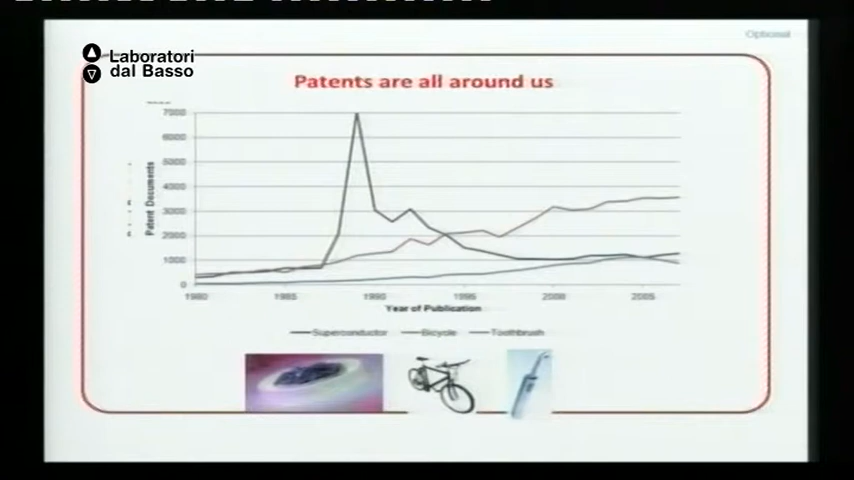 Optional
Laboratori
dal Basso
Patents are all around us
7000
6000
5000
4000
3000
2000
1000
0
Patent Documents
1980 1985 1990 1995 2000 2005
Year of Publication
Superconductor Bicycle Toothbrush